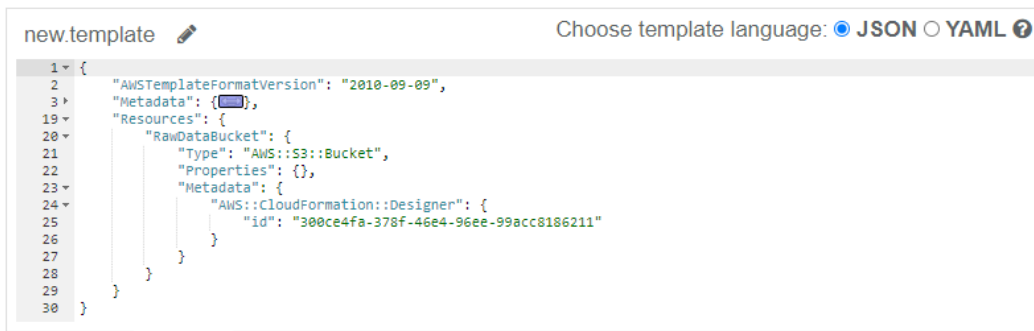 new.template Choose template language: JSON YAML ?
1 {
2 "AWSTemplateFormatVersion": "2010-09-09",
3 "Metadata": {},
19 "Resources": {
20 "RawDataBucket": {
21 "Type": "AWS::S3::Bucket",
22 "Properties": {},
23 "Metadata": {
24 "AWS::CloudFormation::Designer": {
25 "id": "300ce4fa-378f-46e4-96ee-99acc8186211"
26 }
27 }
28 }
29 }
30 }